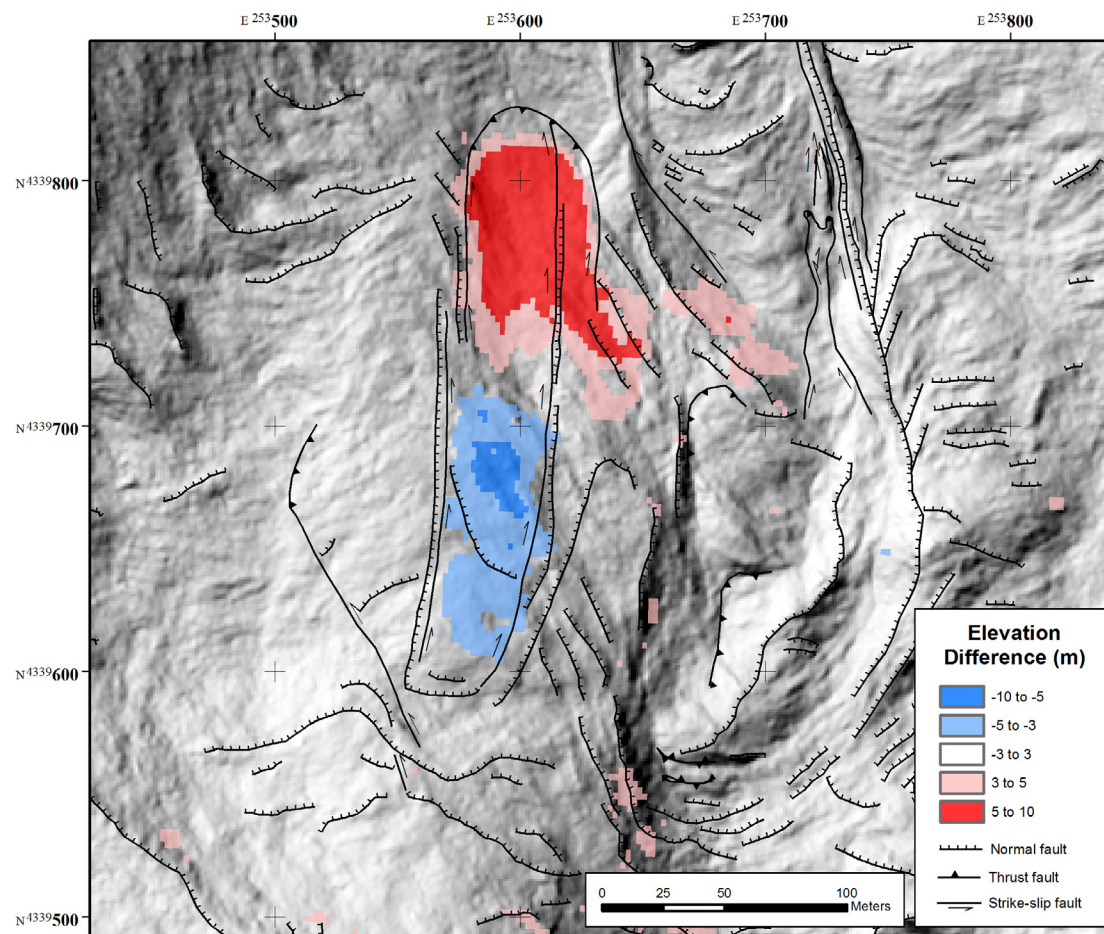 E 253500 E 253600 E 253700 E 253800
N 4339800
N 4339700
N 4339600
N 4339500
Elevation
Difference (m)
-10 to -5
-5 to -3
-3 to 3
3 to 5
5 to 10
Normal fault
Thrust fault
Strike-slip fault
0 25 50 100
Meters